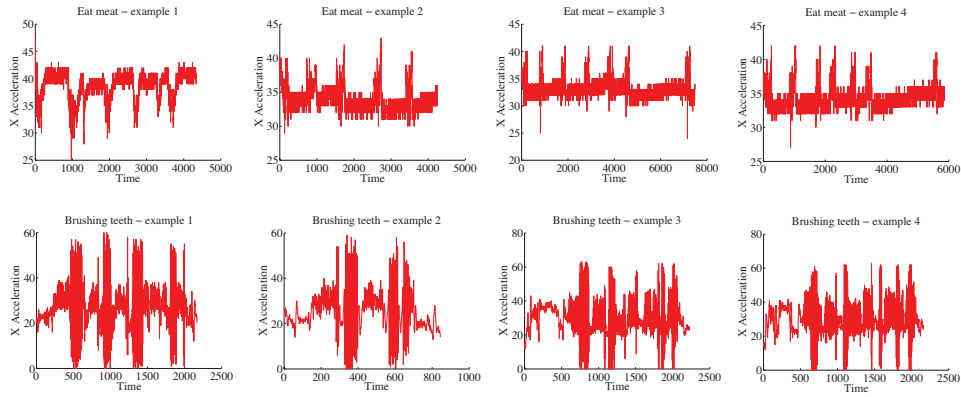 Eat meat − example 1
50
45
40
35
30
25
X Acceleration
0 1000 2000 3000 4000 5000
Time
Eat meat − example 2
45
40
35
30
25
X Acceleration
0 1000 2000 3000 4000 5000
Time
Eat meat − example 3
45
40
35
30
25
20
X Acceleration
0 2000 4000 6000 8000
Time
Eat meat − example 4
45
40
35
30
25
X Acceleration
0 2000 4000 6000
Time
Brushing teeth − example 1
60
40
20
0
X Acceleration
0 500 1000 1500 2000 2500
Time
Brushing teeth − example 2
60
40
20
0
X Acceleration
0 200 400 600 800 1000
Time
Brushing teeth − example 3
80
60
40
20
0
X Acceleration
0 500 1000 1500 2000 2500
Time
Brushing teeth − example 4
80
60
40
20
0
X Acceleration
0 500 1000 1500 2000 2500
Time